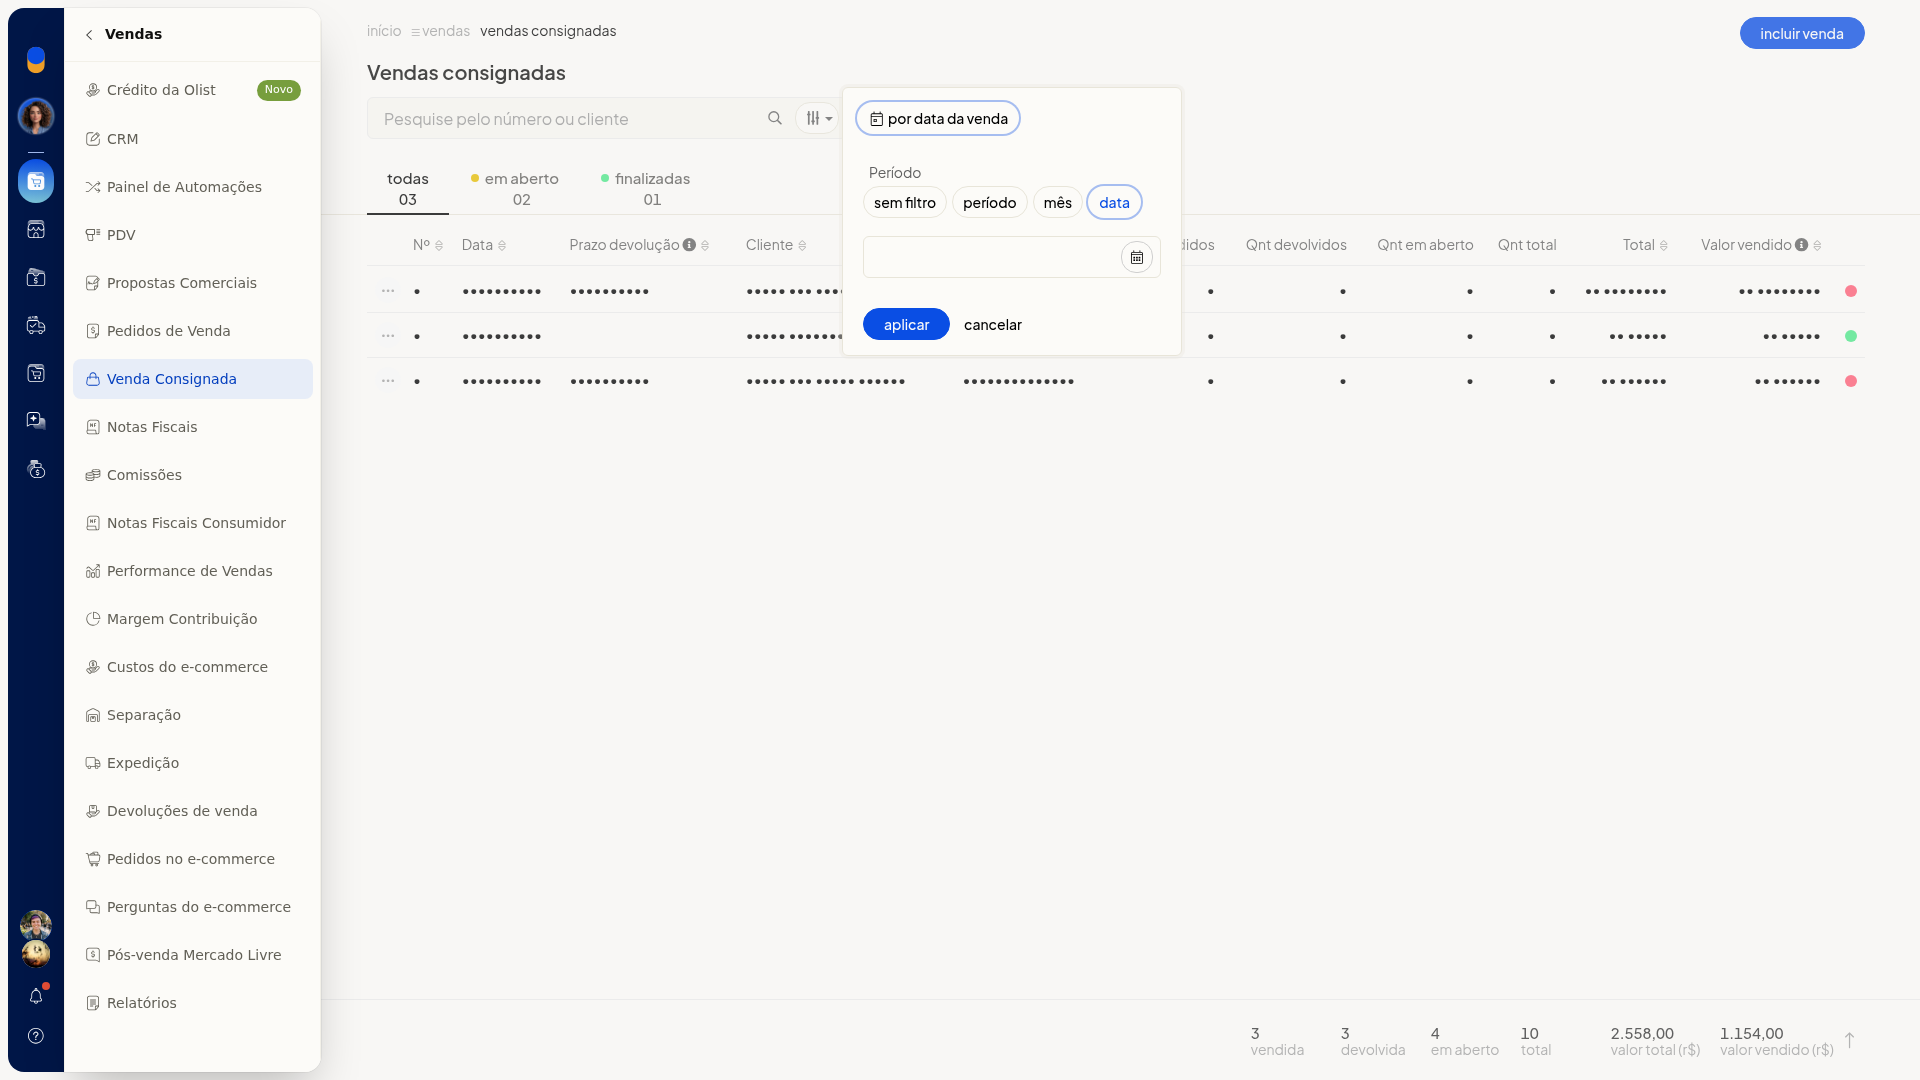 Vendas
Crédito da Olist
Novo
CRM
Painel de Automações
PDV
Propostas Comerciais
Pedidos de Venda
Venda Consignada
Notas Fiscais
Comissões
Notas Fiscais Consumidor
Performance de Vendas
Margem Contribuição
Custos do e-commerce
Separação
Expedição
Devoluções de venda
Pedidos no e-commerce
Perguntas do e-commerce
Pós-venda Mercado Livre
Relatórios
início vendas vendas consignadas
incluir venda
Vendas consignadas
Pesquise pelo número ou cliente
todas
03
em aberto
02
finalizadas
01
por data da venda
Período
sem filtro período mês data
aplicar cancelar
Nº Data Prazo devolução Cliente Qnt devolvidos Qnt em aberto Qnt total Total Valor vendido
3
vendida
3
devolvida
4
em aberto
10
total
2.558,00
valor total (r$)
1.154,00
valor vendido (r$)